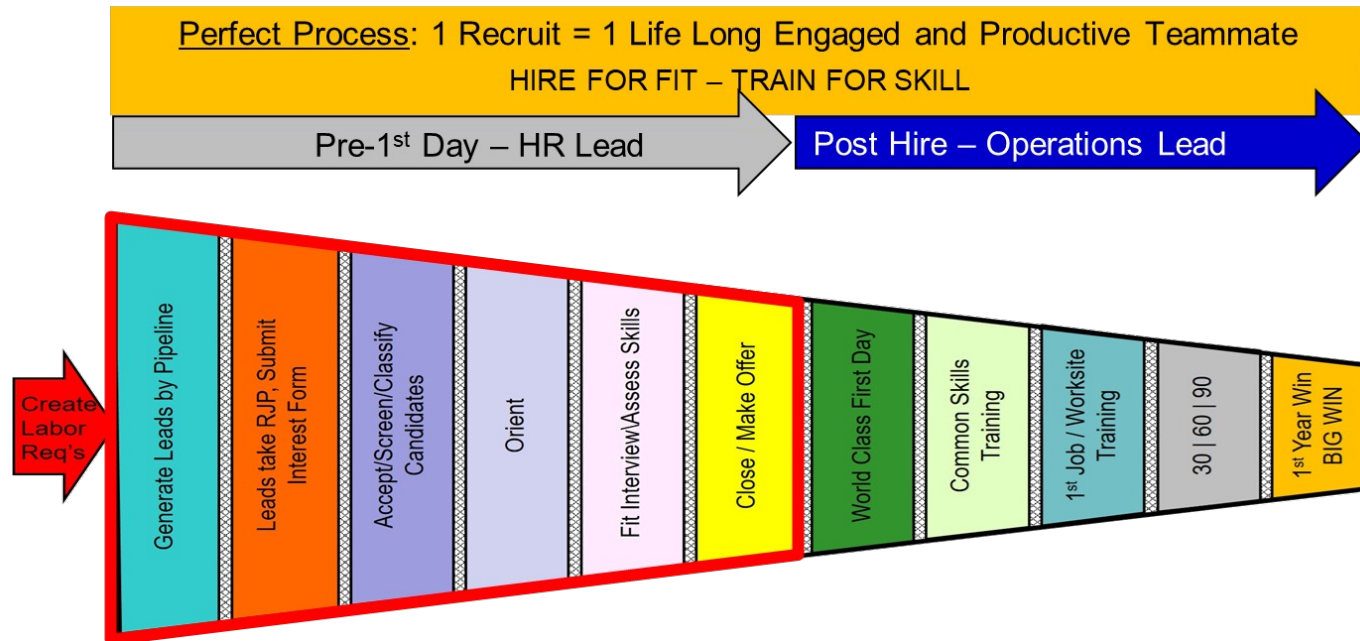 Perfect Process: 1 Recruit = 1 Life Long Engaged and Productive Teammate
HIRE FOR FIT – TRAIN FOR SKILL
Pre-1st Day – HR Lead
Post Hire – Operations Lead
Create
Labor
Req's
Generate Leads by Pipeline
Leads take RJP, Submit
Interest Form
Accept/Screen/Classify
Candidates
Orient
Fit Interview\Assess Skills
Close / Make Offer
World Class First Day
Common Skills
Training
1st Job / Worksite
Training
30 | 60 | 90
1st Year Win
BIG WIN